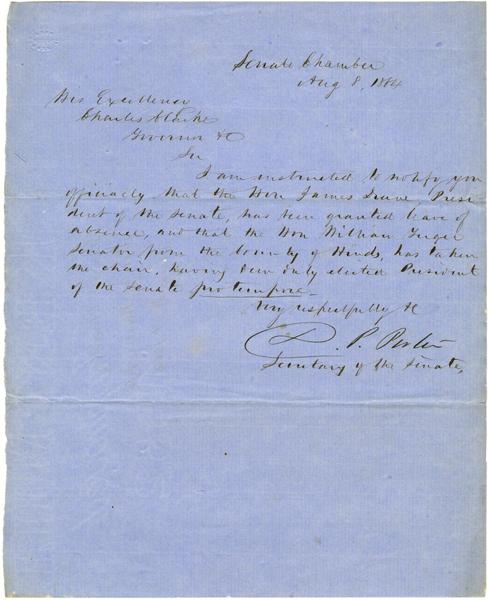 Senate Chamber
Aug 8, 1864
His Excellency
Charles Clarke
Governor &c
Sir
I am instructed to notify you
officially that the Hon James Drane, Presi
dent of the Senate, has been granted leave of
absence, and that the Hon William Yerger
Senator from the County of Hinds, has taken
the chair, having been duly elected President
of the Senate pro tempore.
Very respectfully &c
D. P. Porter
Secretary of the Senate,